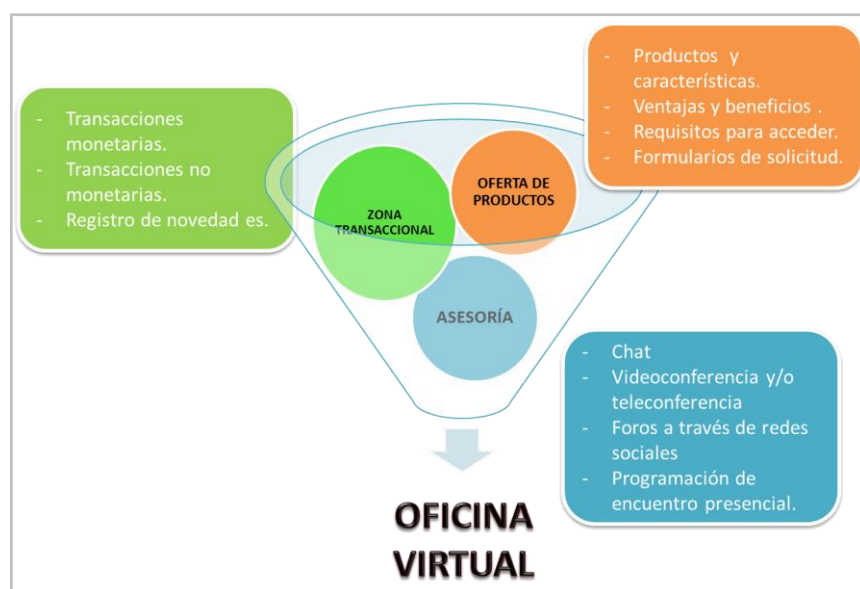 - Transacciones
monetarias.
- Transacciones no
monetarias.
- Registro de novedad es.
- Productos y
características.
- Ventajas y beneficios .
- Requisitos para acceder.
- Formularios de solicitud.
ZONA
TRANSACCIONAL
OFERTA DE
PRODUCTOS
ASESORÍA
- Chat
- Videoconferencia y/o
teleconferencia
- Foros a través de redes
sociales
- Programación de
encuentro presencial.
OFICINA
VIRTUAL